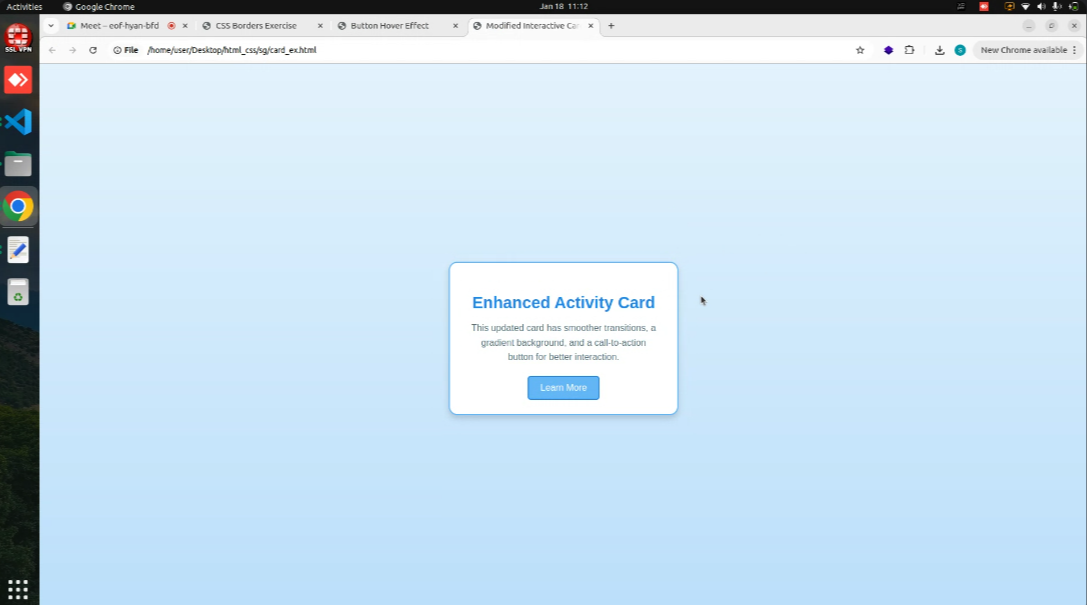 Activities
Google Chrome
Jan 18 11:12
SSL VPN
Meet – eof-hyan-bfd
CSS Borders Exercise
Button Hover Effect
Modified Interactive Car
File
/home/user/Desktop/html_css/sg/card_ex.html
S
New Chrome available
Enhanced Activity Card
This updated card has smoother transitions, a
gradient background, and a call-to-action
button for better interaction.
Learn More